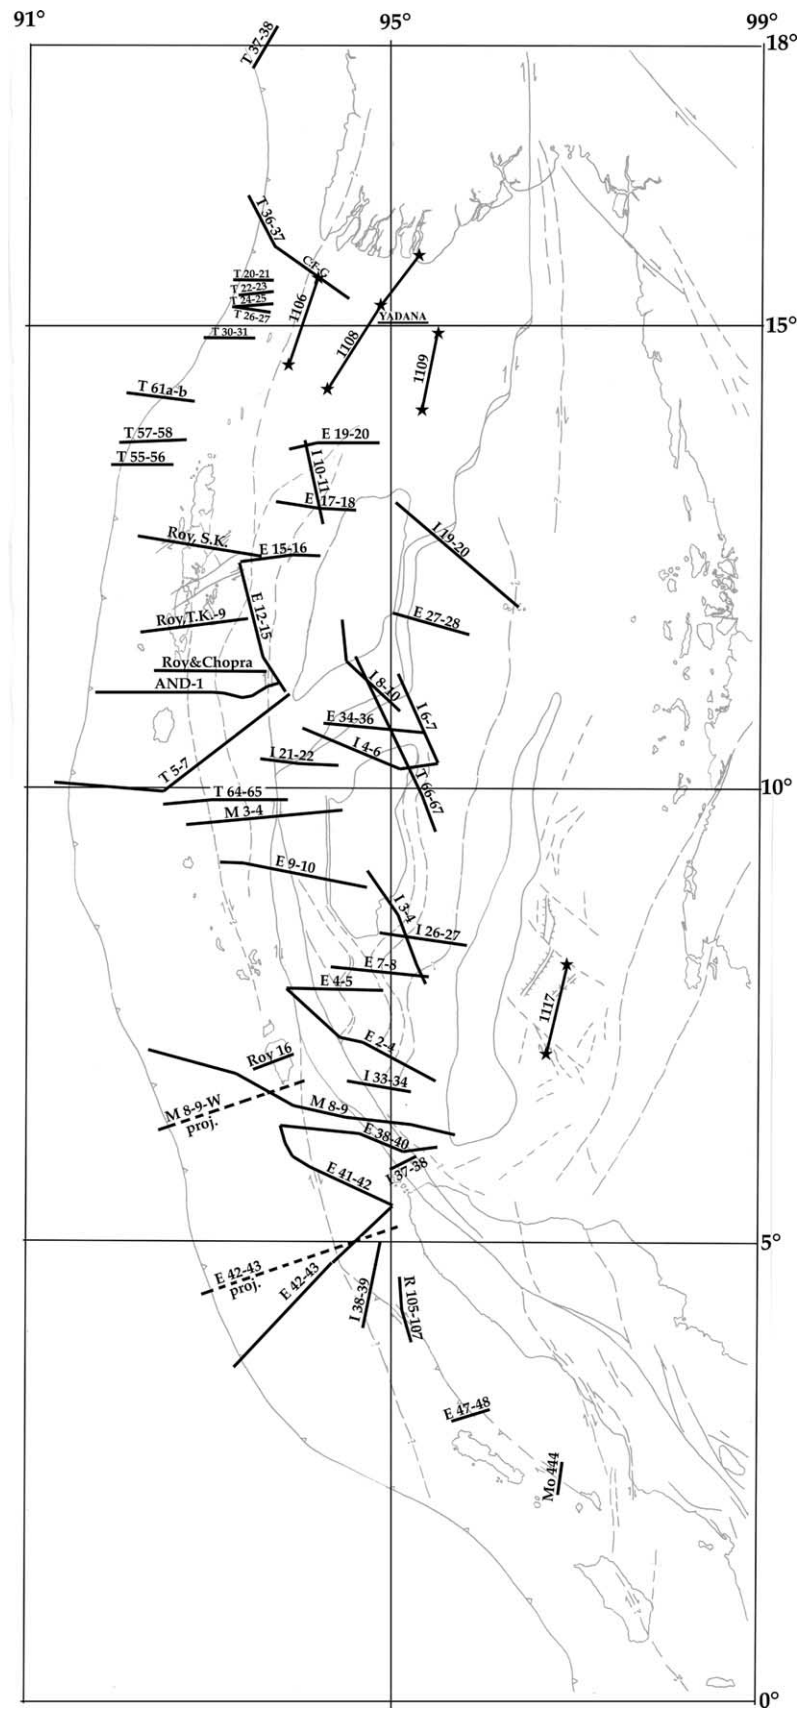 91°
95°
99°
18°
T 37-38
T 36-37
C-F-G
T 20-21
T 22-23
T 24-25
T 26-27
1106
YADANA
15°
T 30-31
1108
1109
T 61a-b
E 19-20
T 57-58
T 55-56
I 10-11
E 17-18
I 19-20
Roy, S.K.
E 15-16
E 12-15
Roy,T.K.-9
E 27-28
Roy&Chopra
AND-1
I 8-10
I 6-7
E 34-36
I 4-6
I 21-22
T 5-7
T 66-67
10°
T 64-65
M 3-4
E 9-10
I 3-4
I 26-27
E 7-8
E 4-5
1117
E 2-4
Roy 16
I 33-34
M 8-9-W
proj.
M 8-9
E 38-40
I 37-38
E 41-42
5°
E 42-43
proj.
E 42-43
I 38-39
R 105-107
E 47-48
Mo 444
0°